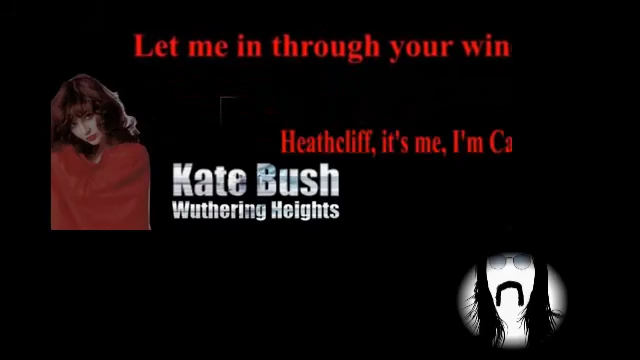 Let me in through your win
Heathcliff, it's me, I'm Ca
Kate Bush
Wuthering Heights